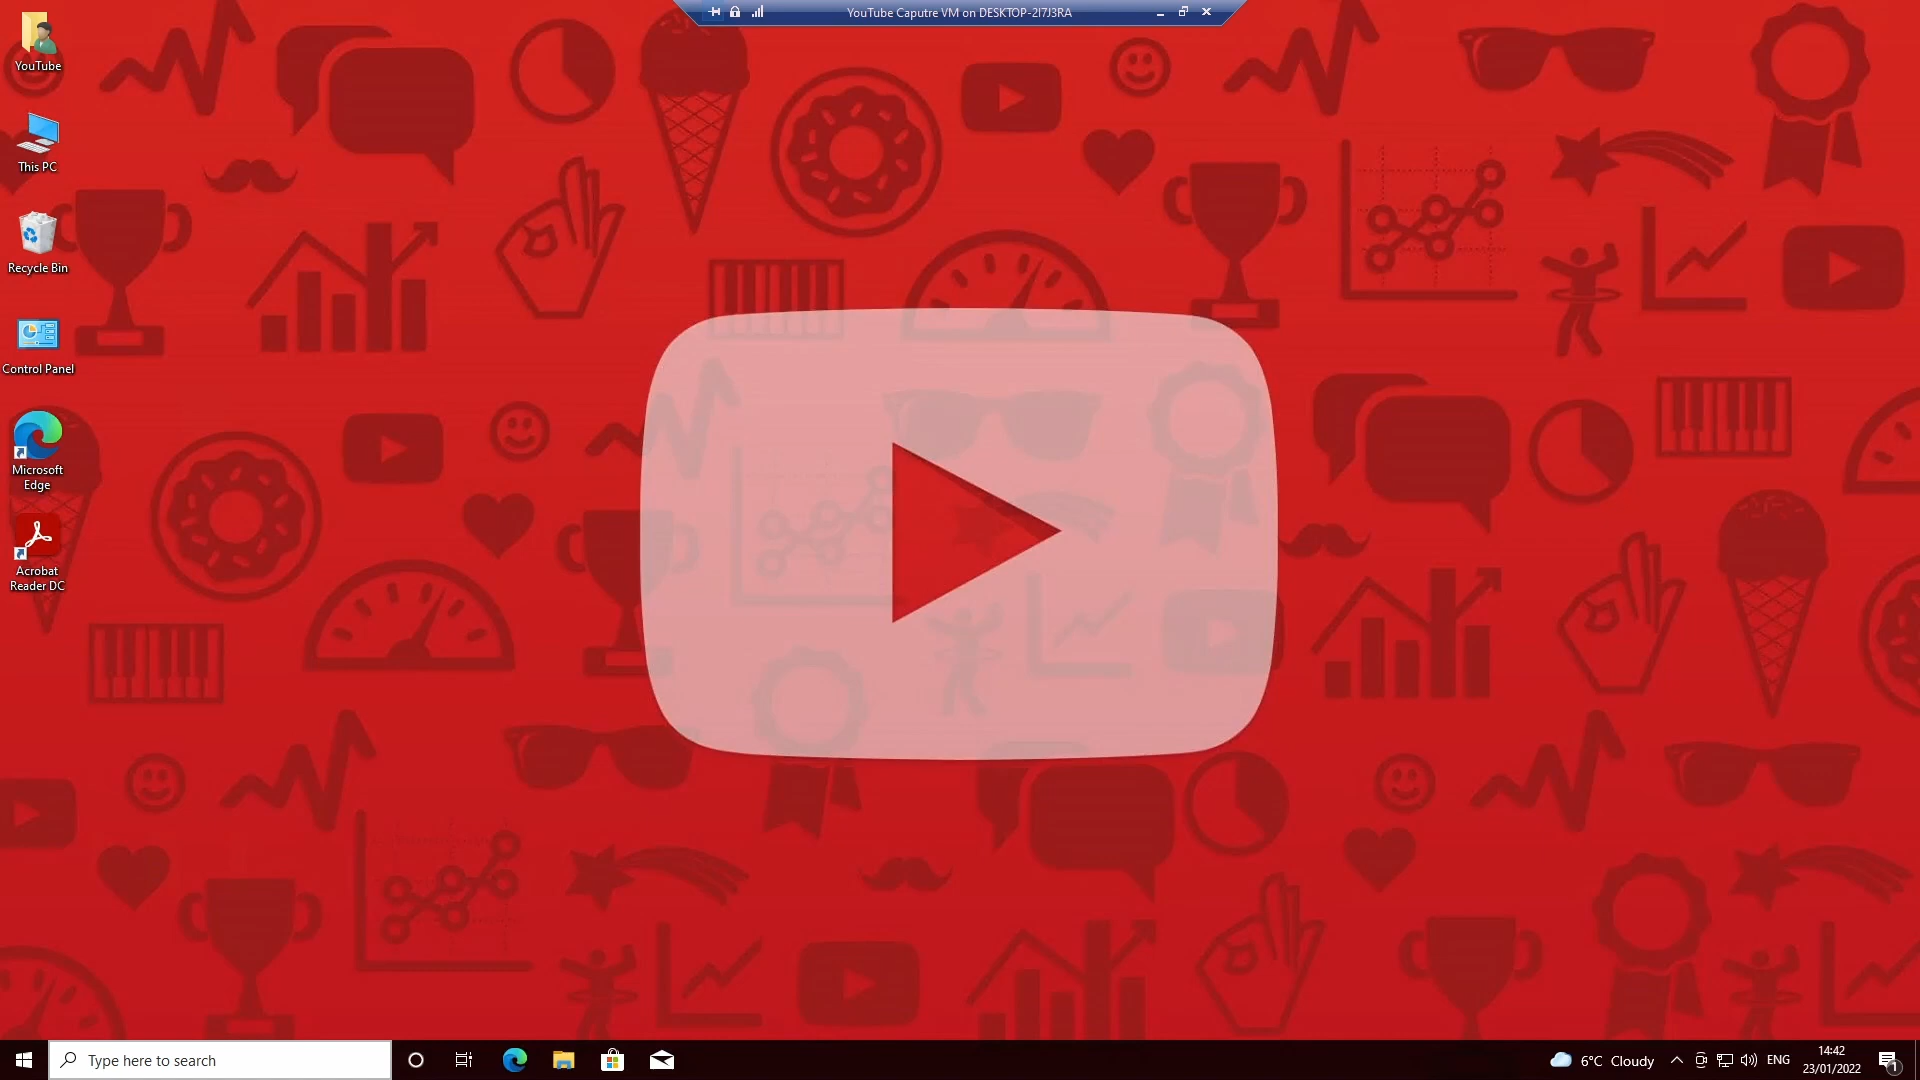 YouTube Caputre VM on DESKTOP-2I7J3RA
YouTube
This PC
Recycle Bin
Control Panel
Microsoft
Edge
Acrobat
Reader DC
Type here to search
6°C Cloudy
ENG
14:42
23/01/2022
1